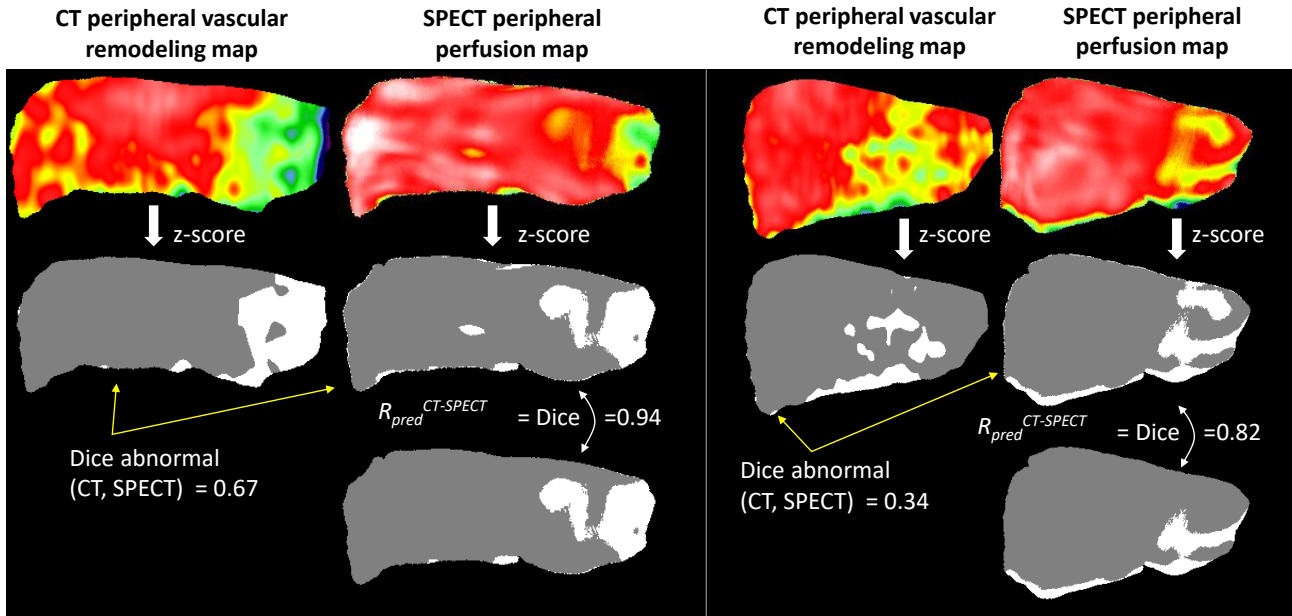 CT peripheral vascular
remodeling map
SPECT peripheral
perfusion map
z-score
z-score
R_pred^CT-SPECT = Dice =0.94
Dice abnormal
(CT, SPECT) = 0.67
CT peripheral vascular
remodeling map
SPECT peripheral
perfusion map
z-score
z-score
R_pred^CT-SPECT = Dice =0.82
Dice abnormal
(CT, SPECT) = 0.34